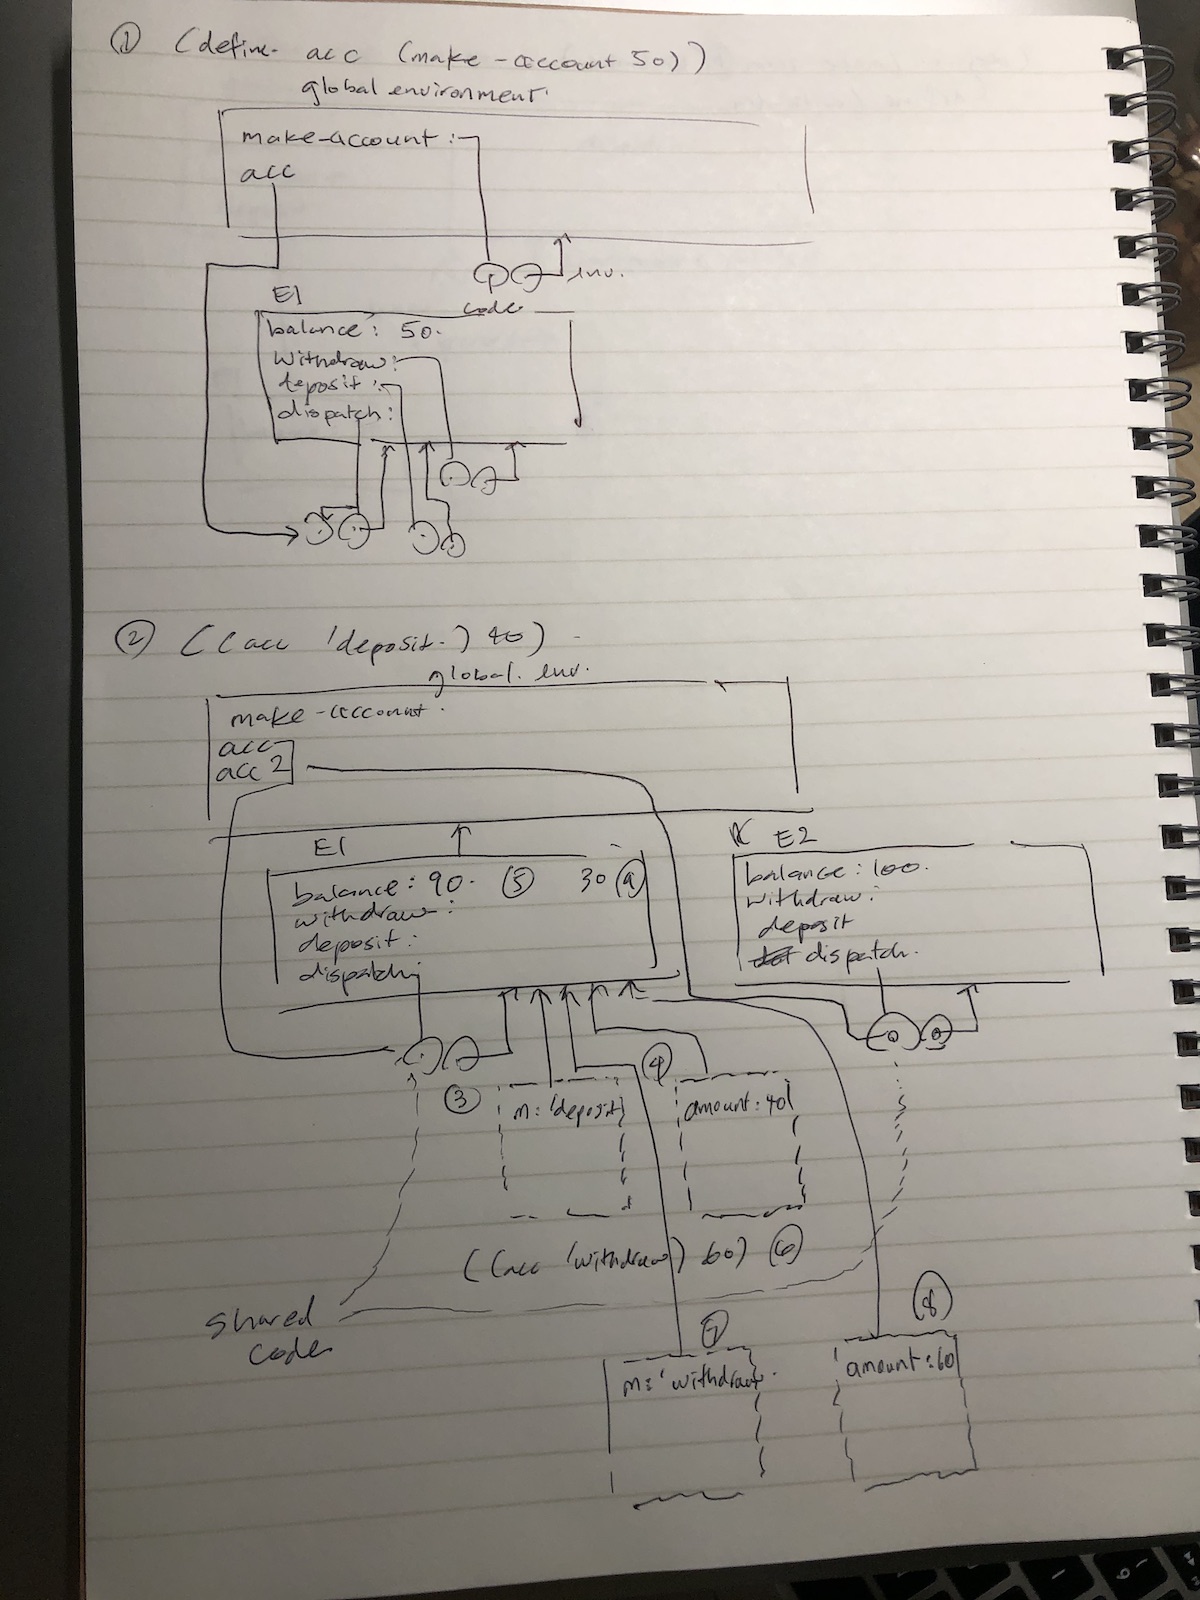 ① (define acc (make-account 50))
global environment
make-account :
acc
env.
code
E1
balance : 50.
withdraw :
deposit :
dispatch :
② ((acc 'deposit) 40)
global env.
make-account
acc
acc 2
E1
balance : 90. ⑤ 30 ⑨
withdraw :
deposit :
dispatch
E2
balance : 100.
withdraw :
deposit
dispatch.
③ m : 'deposit
④ amount : 40
((acc 'withdraw) 60) ⑥
shared
code
⑦
m : 'withdraw
⑧
amount : 60